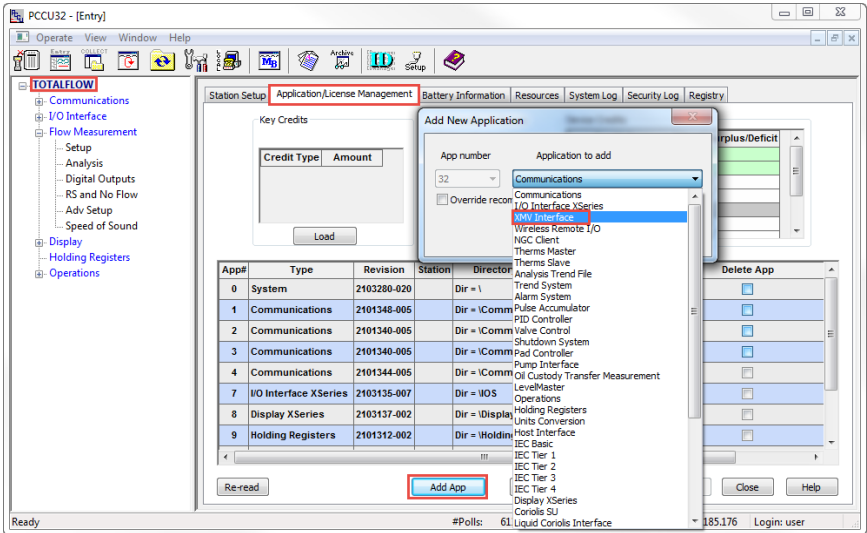 PCCU32 - [Entry]
Operate View Window Help
Entry
COLLECT
MB
Archive
ID
Setup
TOTALFLOW
Communications
I/O Interface
Flow Measurement
Setup
Analysis
Digital Outputs
RS and No Flow
Adv Setup
Speed of Sound
Display
Holding Registers
Operations
Station Setup Application/License Management Battery Information Resources System Log Security Log Registry
Key Credits
Credit Type Amount
Load
rplus/Deficit
Add New Application
App number Application to add
32 Communications
Override recom
Communications
I/O Interface XSeries
XMV Interface
Wireless Remote I/O
NGC Client
Therms Master
Therms Slave
Analysis Trend File
Trend System
Alarm System
Pulse Accumulator
PID Controller
Valve Control
Shutdown System
Pad Controller
Pump Interface
Oil Custody Transfer Measurement
LevelMaster
Operations
Holding Registers
Units Conversion
Host Interface
IEC Basic
IEC Tier 1
IEC Tier 2
IEC Tier 3
IEC Tier 4
Display XSeries
Coriolis SU
Liquid Coriolis Interface
App# Type Revision Station Director Delete App
0 System 2103280-020 Dir = \
1 Communications 2101348-005 Dir = \Comm
2 Communications 2101340-005 Dir = \Comm
3 Communications 2101340-005 Dir = \Comm
4 Communications 2101344-005 Dir = \Comm
7 I/O Interface XSeries 2103135-007 Dir = \IOS
8 Display XSeries 2103137-002 Dir = \Display
9 Holding Registers 2101312-002 Dir = \Holdin
Re-read Add App Close Help
Ready #Polls: 61 185.176 Login: user